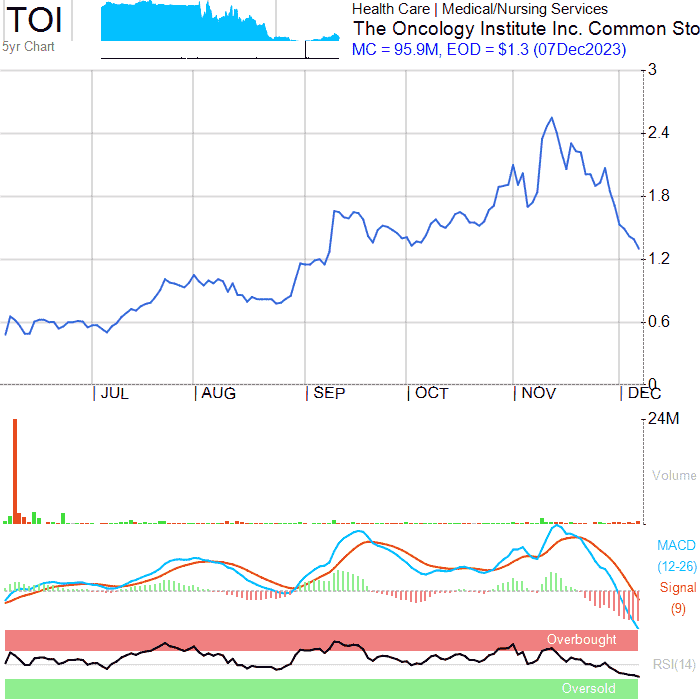 TOI
5yr Chart
Health Care | Medical/Nursing Services
The Oncology Institute Inc. Common Sto
MC = 95.9M, EOD = $1.3 (07Dec2023)
3
2.4
1.8
1.2
0.6
0
JUL AUG SEP OCT NOV DEC
24M
Volume
MACD
(12-26)
Signal
(9)
Overbought
RSI(14)
Oversold